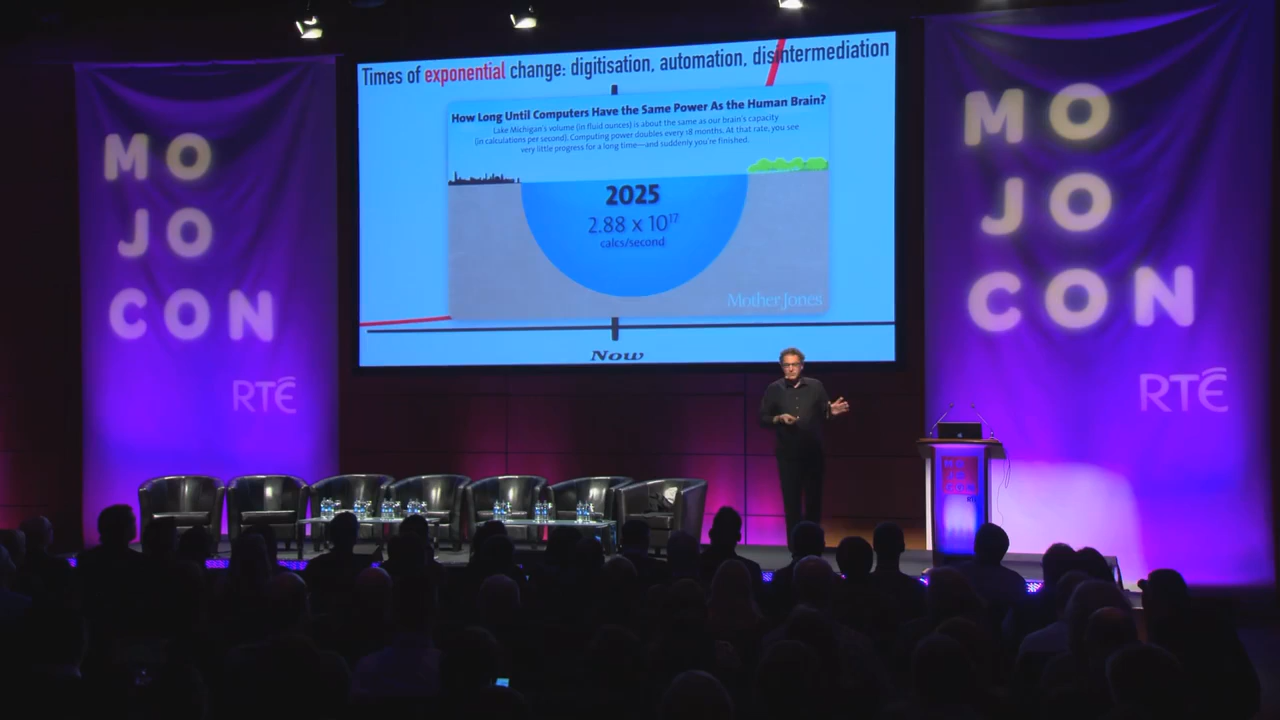 Times of exponential change: digitisation, automation, disintermediation
How Long Until Computers Have the Same Power As the Human Brain?
Lake Michigan's volume (in fluid ounces) is about the same as our brain's capacity
(in calculations per second). Computing power doubles every 18 months. At that rate, you see
very little progress for a long time—and suddenly you're finished.
2025
2.88 x 10¹⁷
calcs/second
Mother Jones
Now
MO
JO
CON
RTÉ
MO
JO
CON
RTÉ